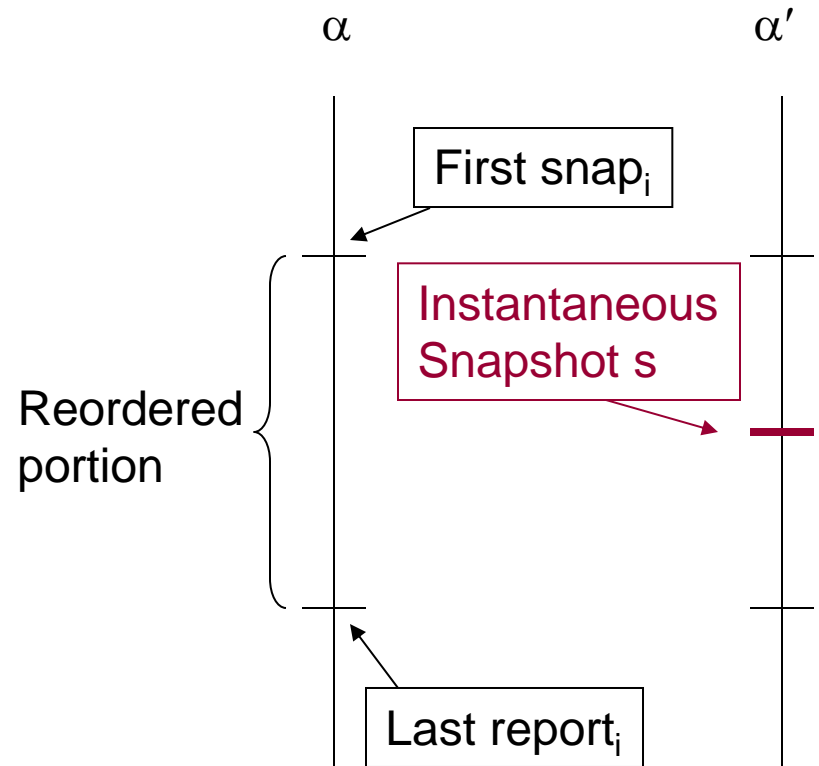 α
α′
First snapᵢ
Instantaneous
Snapshot s
Reordered
portion
Last reportᵢ